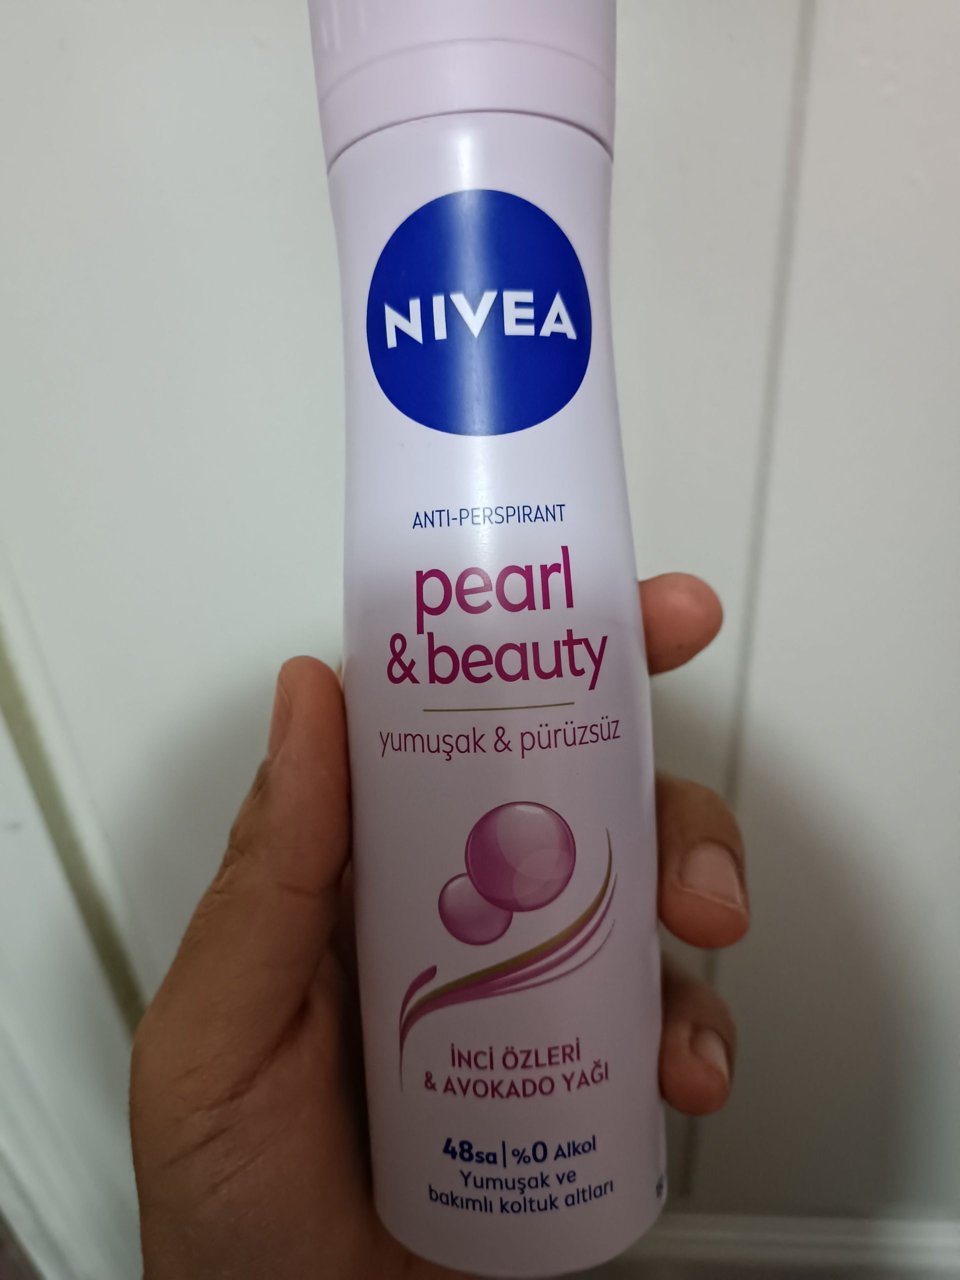 NIVEA
ANTI-PERSPIRANT
pearl
& beauty
yumuşak & pürüzsüz
İNCİ ÖZLERİ
& AVOKADO YAĞI
48sa | %0 Alkol
Yumuşak ve
bakımlı koltuk altları